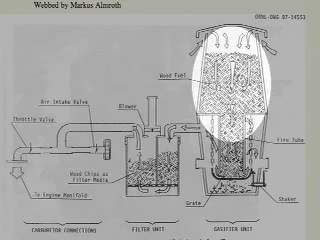 Webbed by Markus Almroth
ORNL-DWG 87-14553
Wood Fuel
Air Intake Valve
Blower
Throttle Valve
Fire Tube
Wood Chips as
Filter Media
To Engine Manifold
Grate
Shaker
CARBURETOR CONNECTIONS
FILTER UNIT
GASIFIER UNIT